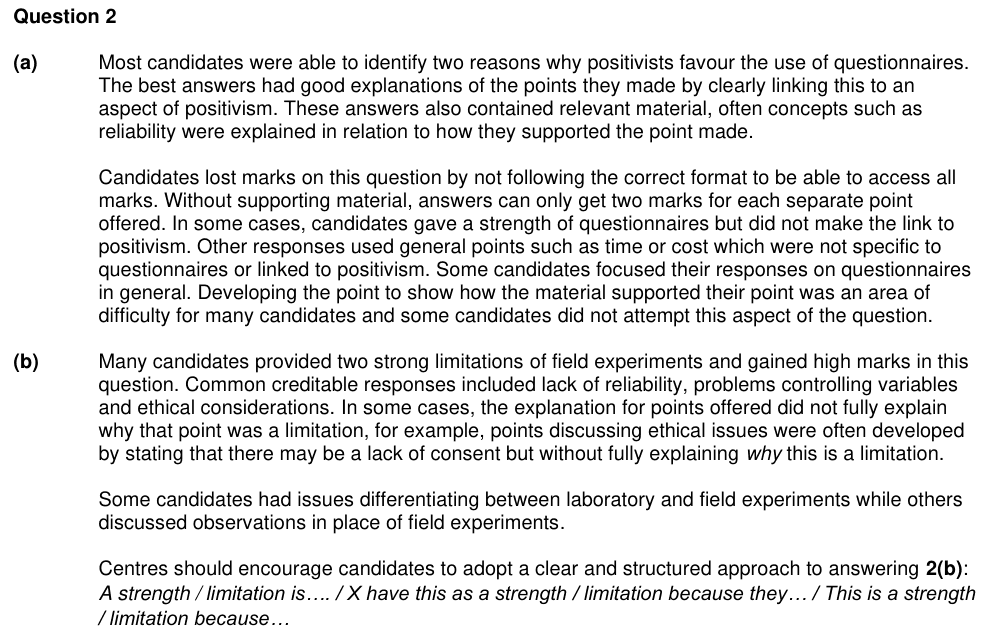 Question 2
(a) Most candidates were able to identify two reasons why positivists favour the use of questionnaires.
The best answers had good explanations of the points they made by clearly linking this to an
aspect of positivism. These answers also contained relevant material, often concepts such as
reliability were explained in relation to how they supported the point made.
Candidates lost marks on this question by not following the correct format to be able to access all
marks. Without supporting material, answers can only get two marks for each separate point
offered. In some cases, candidates gave a strength of questionnaires but did not make the link to
positivism. Other responses used general points such as time or cost which were not specific to
questionnaires or linked to positivism. Some candidates focused their responses on questionnaires
in general. Developing the point to show how the material supported their point was an area of
difficulty for many candidates and some candidates did not attempt this aspect of the question.
(b) Many candidates provided two strong limitations of field experiments and gained high marks in this
question. Common creditable responses included lack of reliability, problems controlling variables
and ethical considerations. In some cases, the explanation for points offered did not fully explain
why that point was a limitation, for example, points discussing ethical issues were often developed
by stating that there may be a lack of consent but without fully explaining why this is a limitation.
Some candidates had issues differentiating between laboratory and field experiments while others
discussed observations in place of field experiments.
Centres should encourage candidates to adopt a clear and structured approach to answering 2(b):
A strength / limitation is…. / X have this as a strength / limitation because they… / This is a strength
/ limitation because…